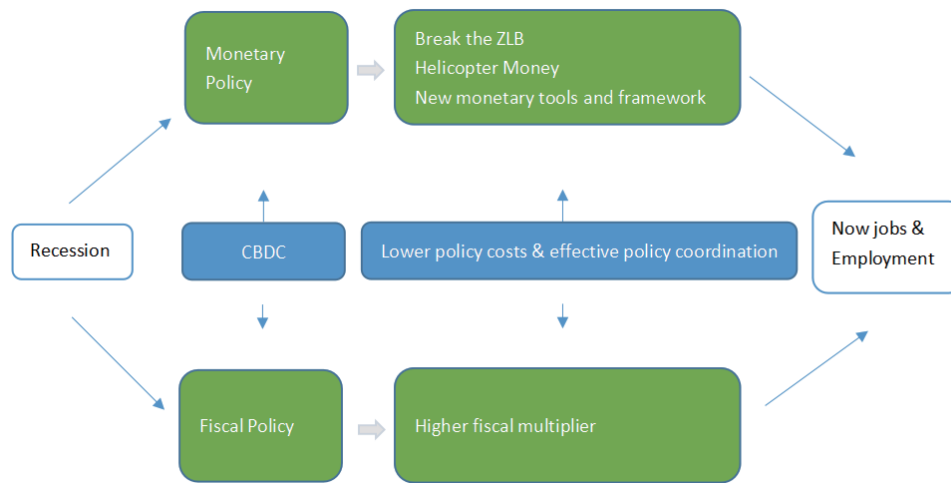 Monetary
Policy
Break the ZLB
Helicopter Money
New monetary tools and framework
Recession
CBDC
Lower policy costs & effective policy coordination
Now jobs &
Employment
Fiscal Policy
Higher fiscal multiplier